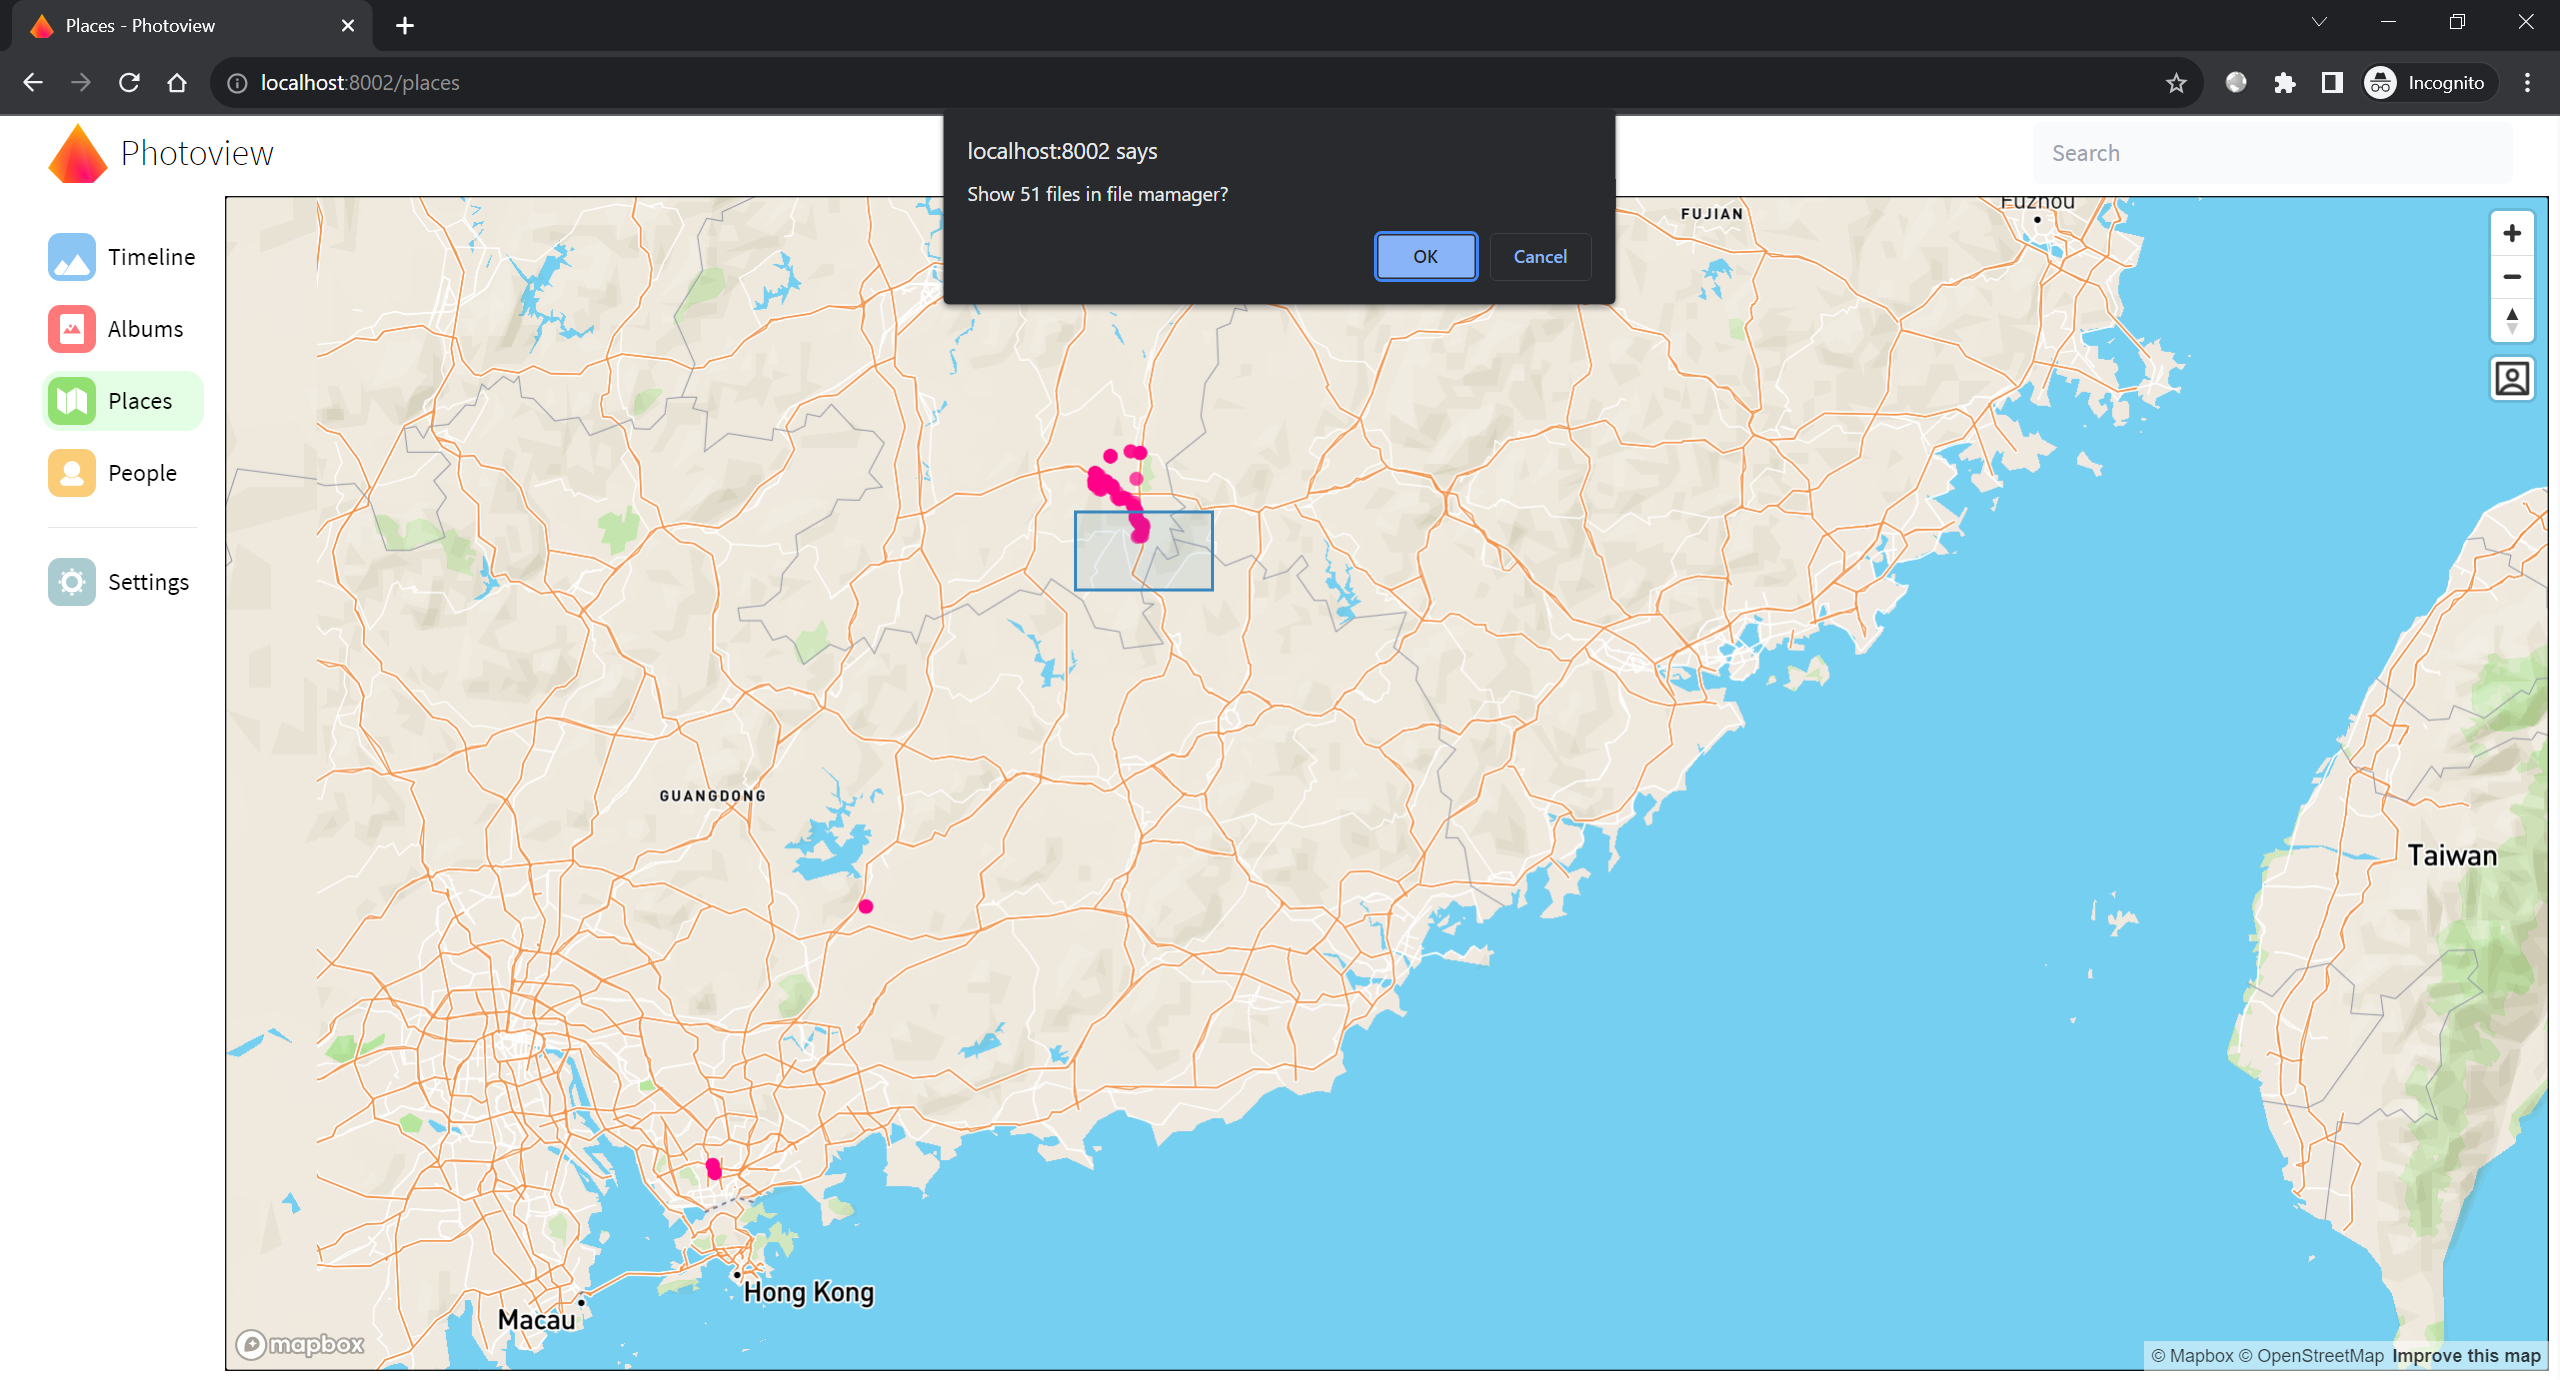 Places - Photoview
localhost:8002/places
Incognito
Photoview
localhost:8002 says
Show 51 files in file mamager?
OK
Cancel
Search
Timeline
Albums
Places
People
Settings
FUJIAN
Fuzhou
GUANGDONG
Taiwan
Hong Kong
Macau
mapbox
© Mapbox © OpenStreetMap Improve this map